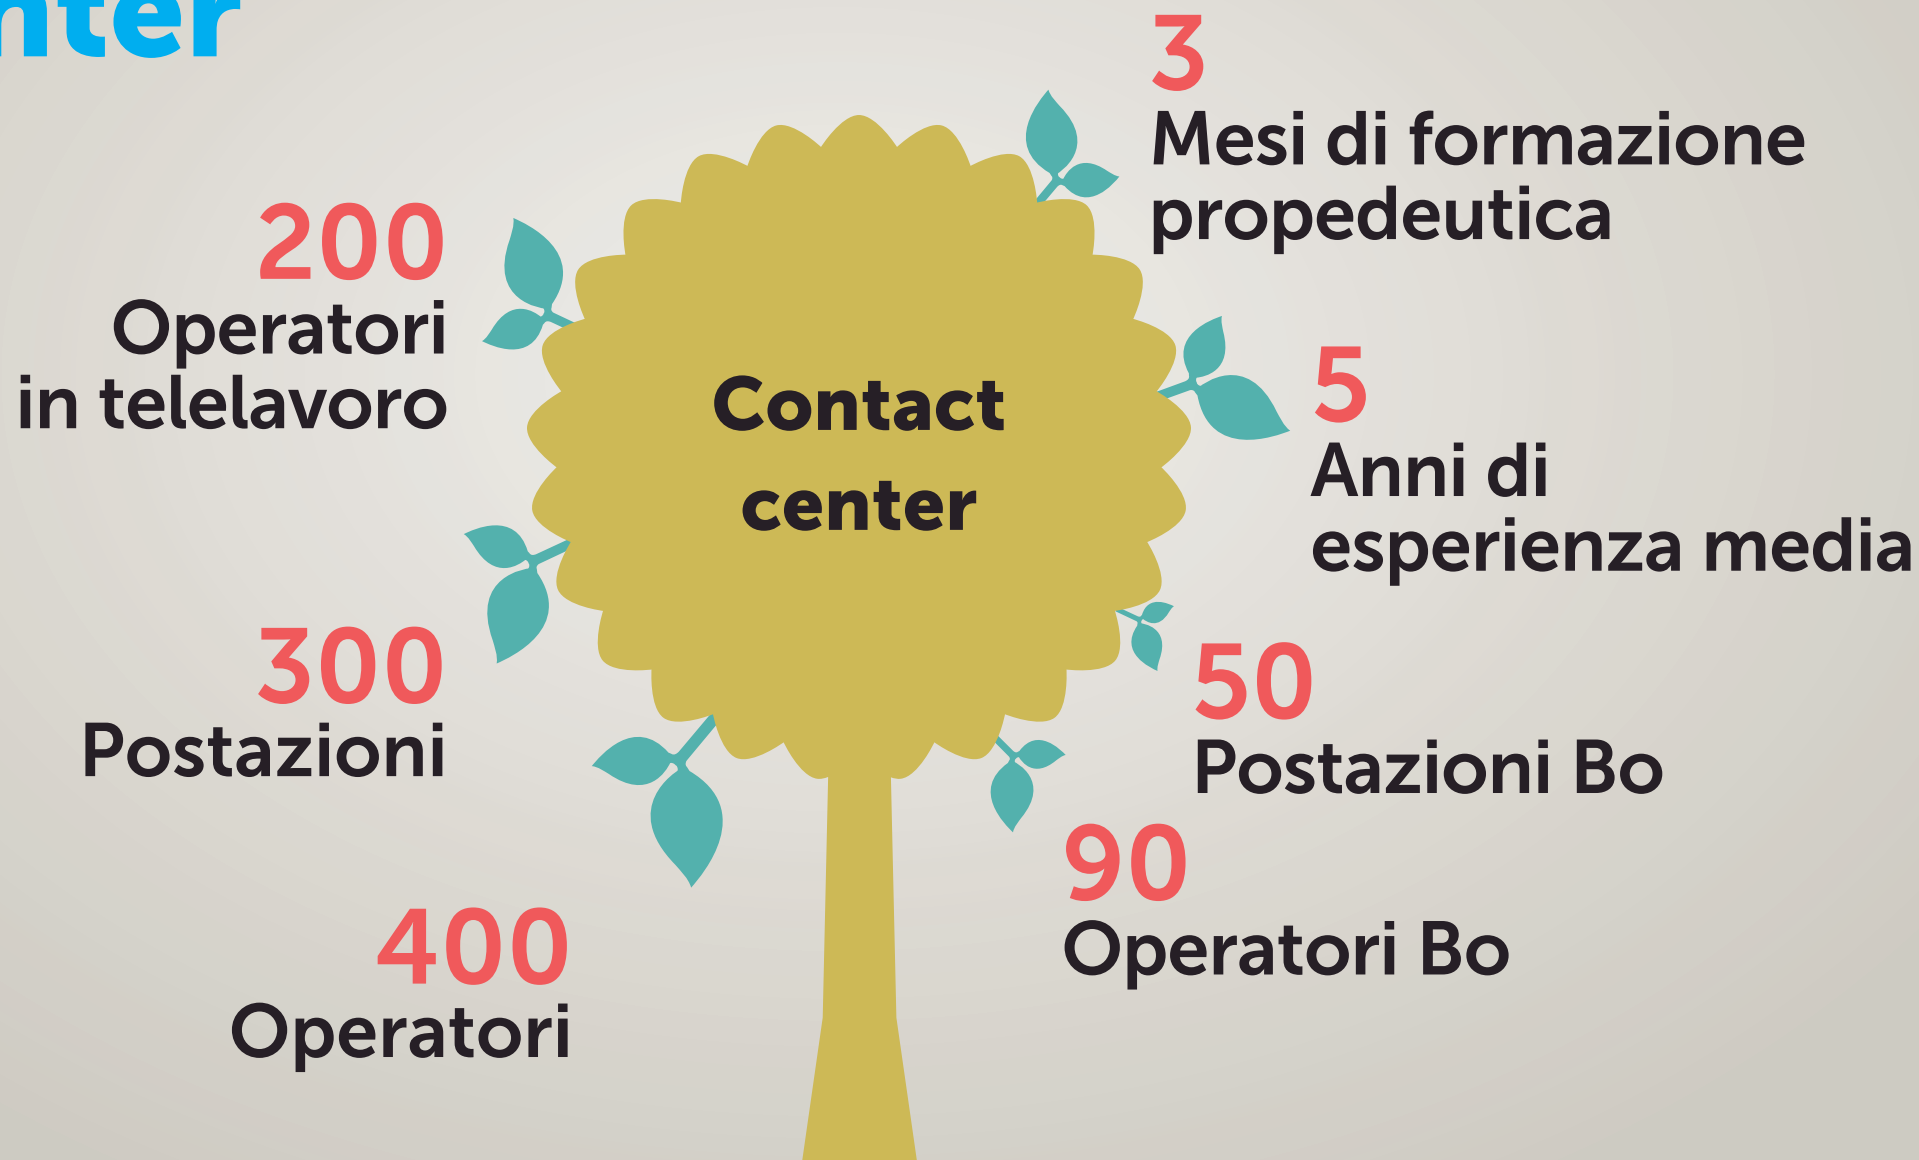 200
Operatori
in telelavoro
300
Postazioni
400
Operatori
Contact
center
3
Mesi di formazione
propedeutica
5
Anni di
esperienza media
50
Postazioni Bo
90
Operatori Bo